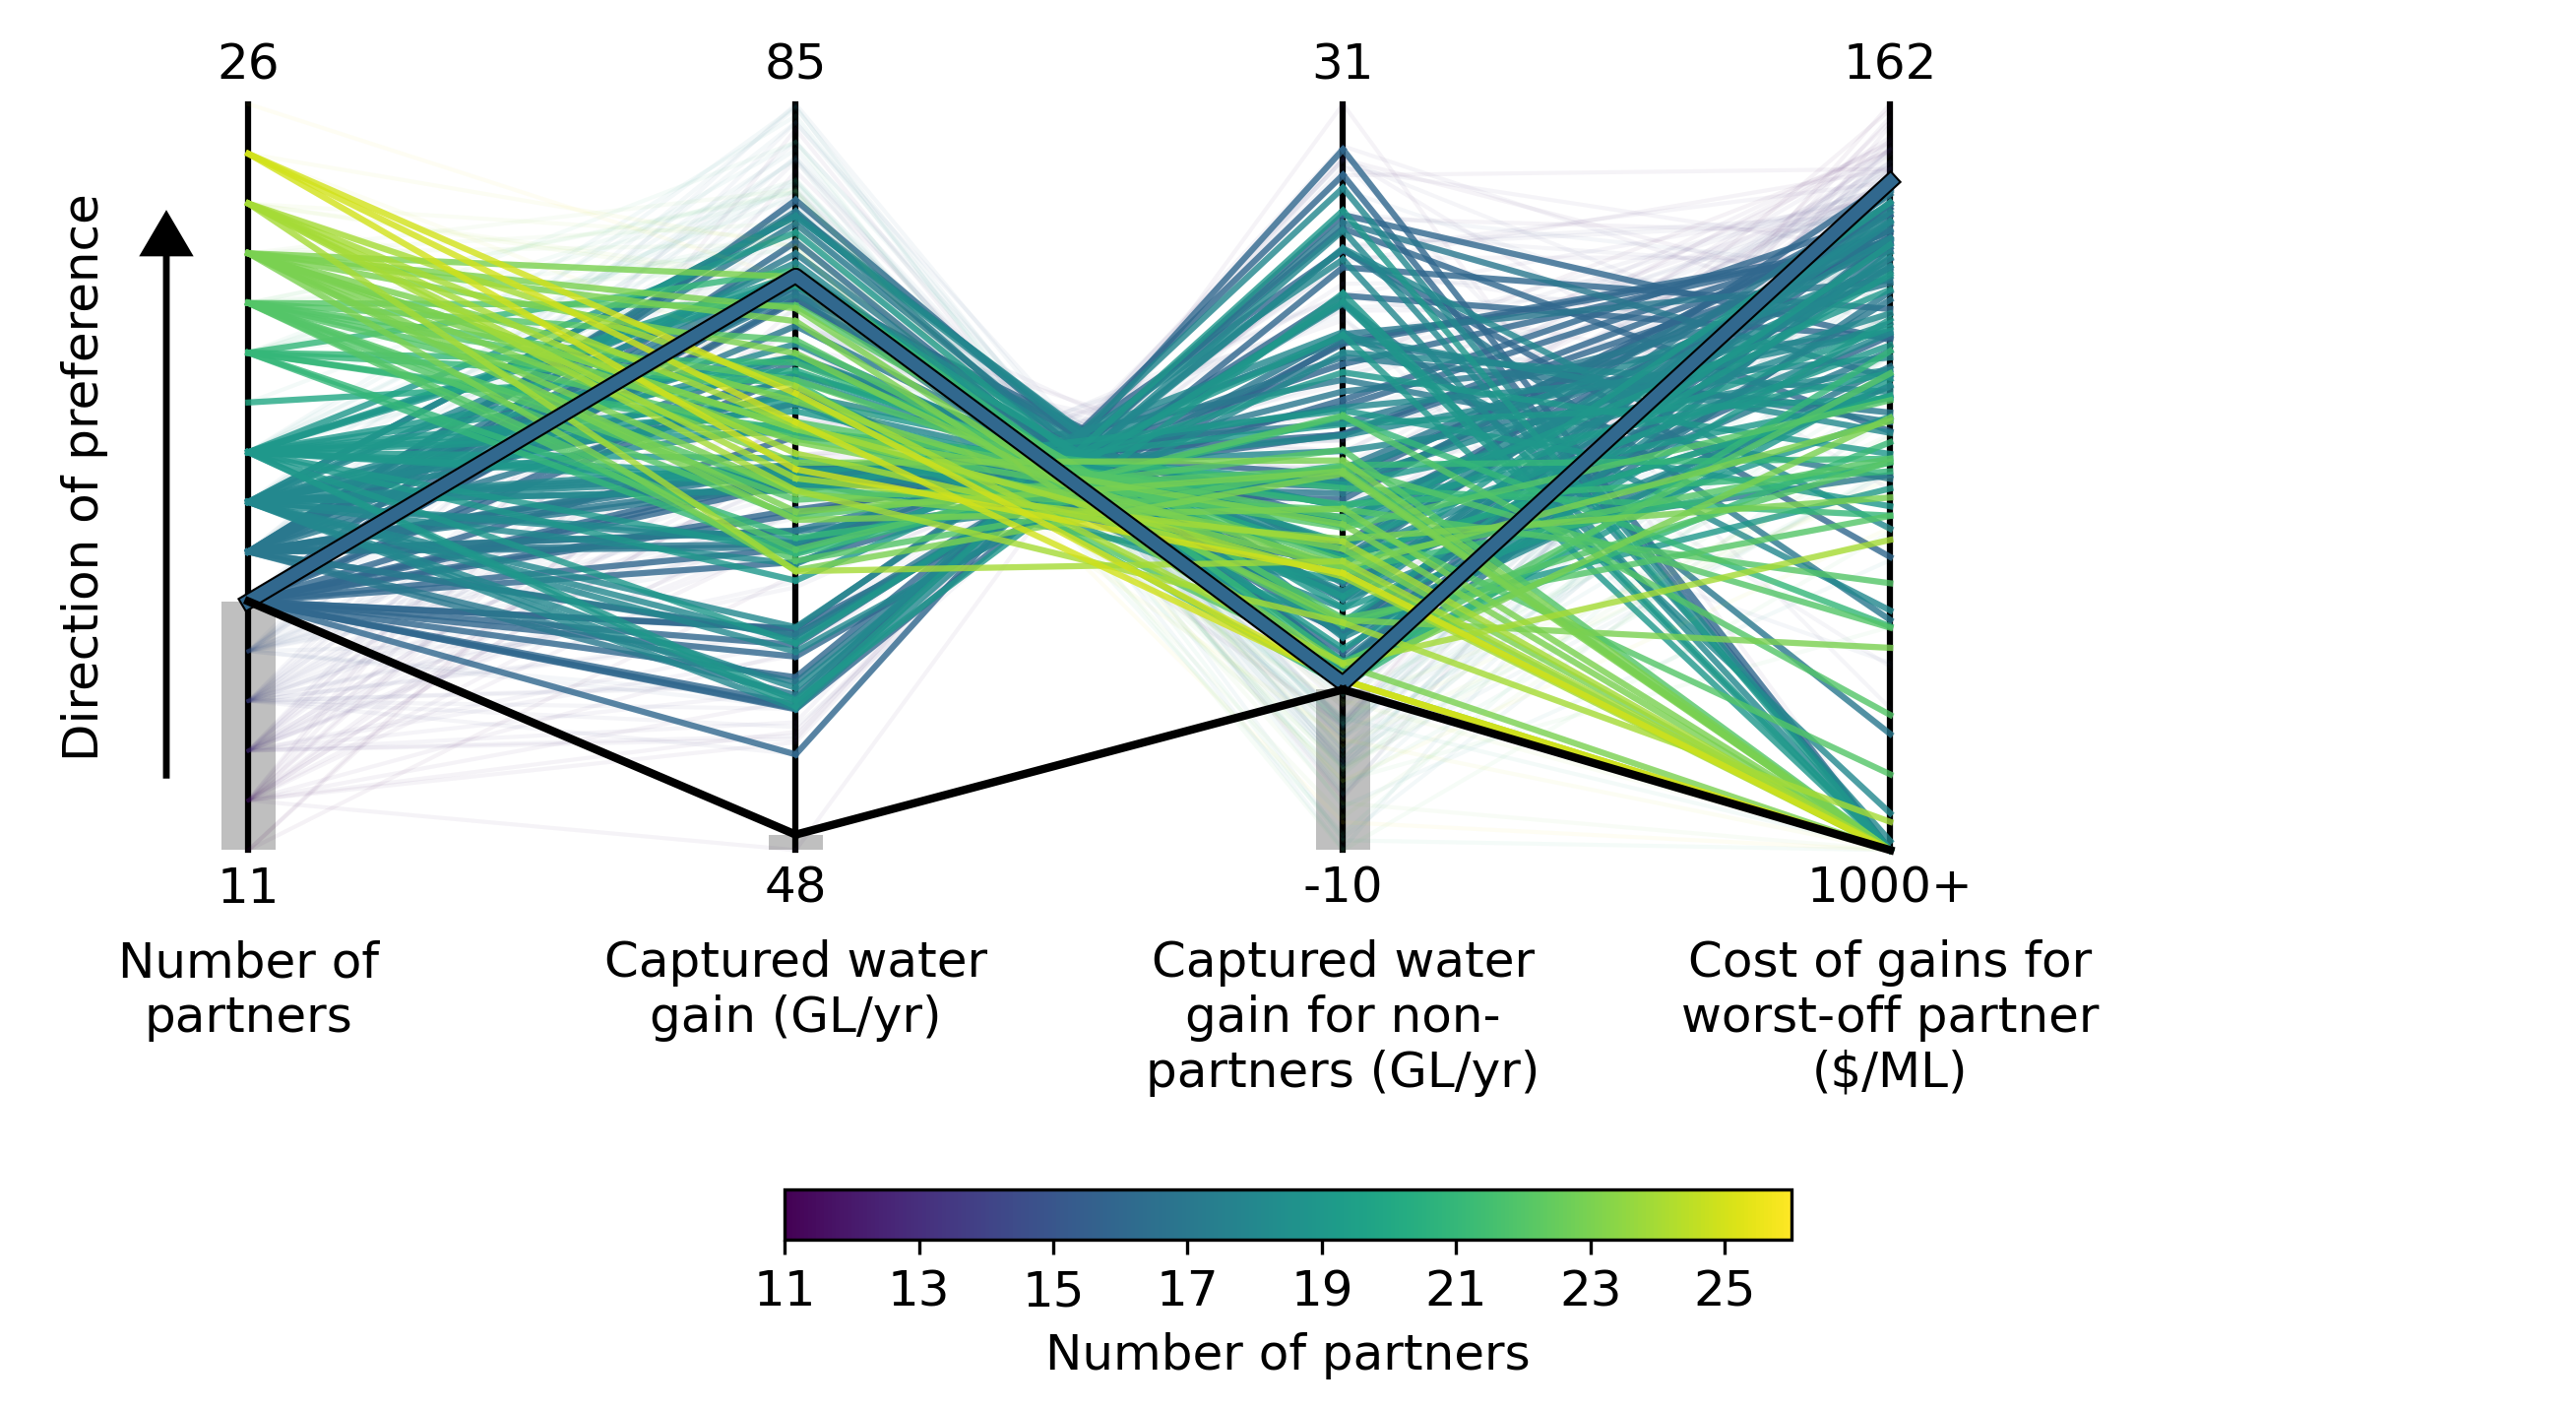 26 85 31 162
Direction of preference
11 48 -10 1000+
Number of
partners
Captured water
gain (GL/yr)
Captured water
gain for non-
partners (GL/yr)
Cost of gains for
worst-off partner
($/ML)
11 13 15 17 19 21 23 25
Number of partners